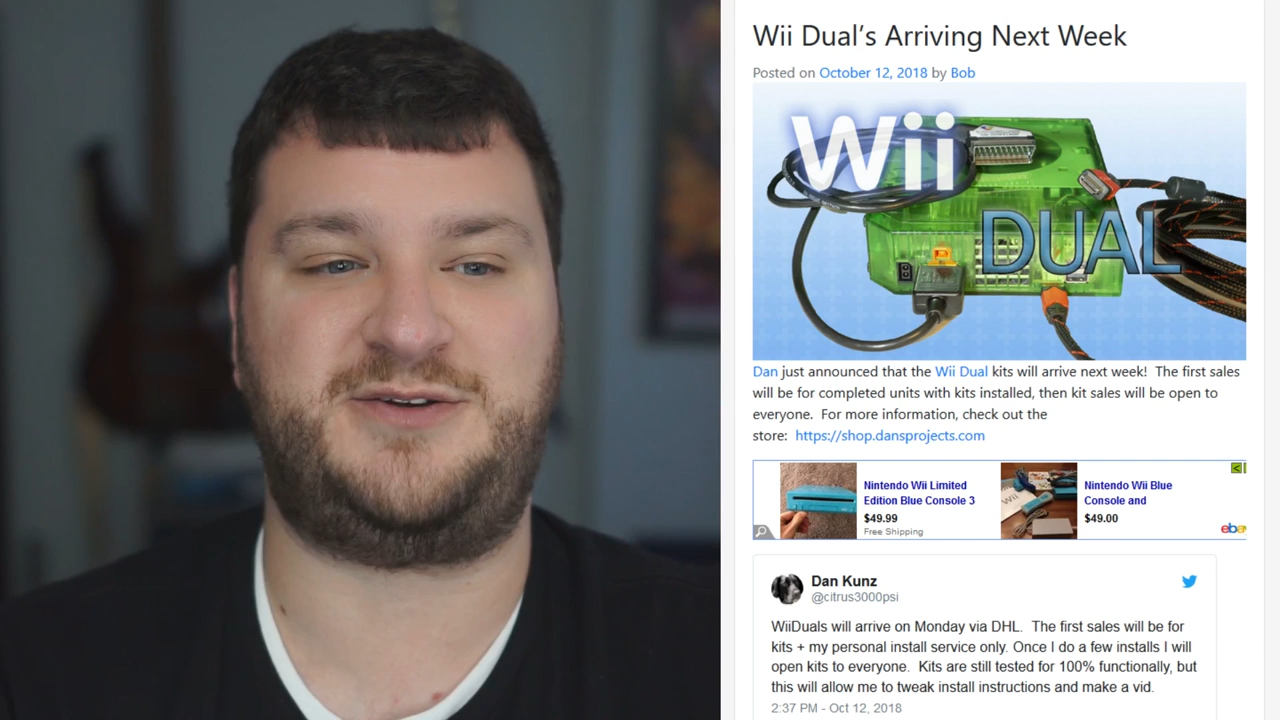 Wii Dual’s Arriving Next Week
Posted on October 12, 2018 by Bob
Wii
DUAL
Dan just announced that the Wii Dual kits will arrive next week!  The first sales
will be for completed units with kits installed, then kit sales will be open to
everyone.  For more information, check out the
store:  https://shop.dansprojects.com
Nintendo Wii Limited
Edition Blue Console 3
$49.99
Free Shipping
Nintendo Wii Blue
Console and
$49.00
Wii
ebay
Dan Kunz
@citrus3000psi
WiiDuals will arrive on Monday via DHL.  The first sales will be for
kits + my personal install service only. Once I do a few installs I will
open kits to everyone.  Kits are still tested for 100% functionally, but
this will allow me to tweak install instructions and make a vid.
2:37 PM - Oct 12, 2018